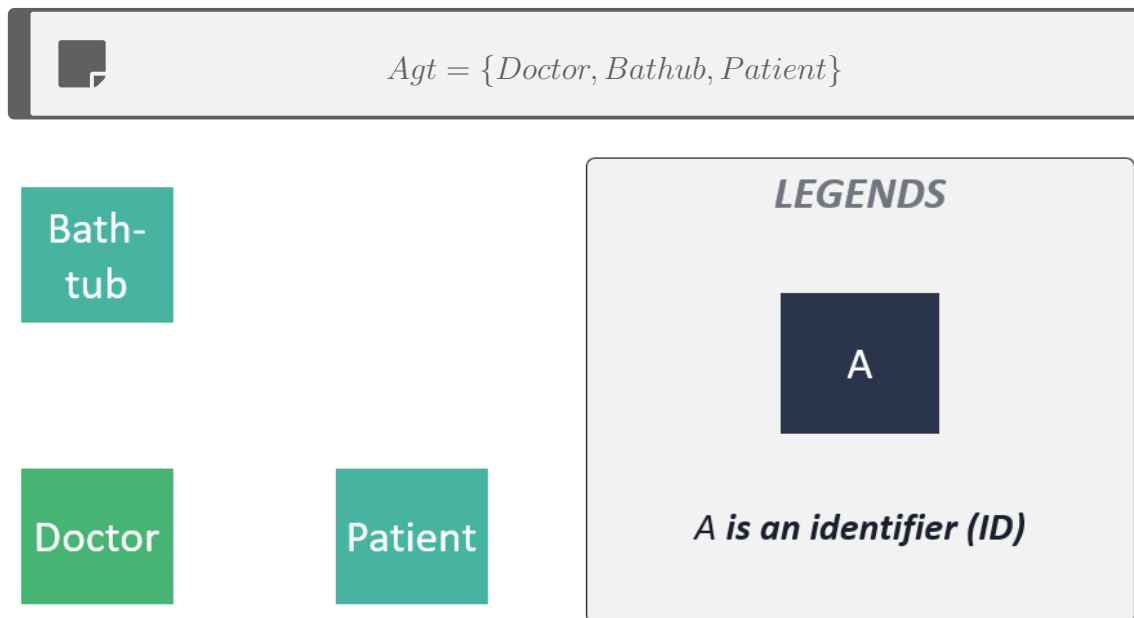 Agt = {Doctor, Bathub, Patient}
Bath-
tub
Doctor
Patient
LEGENDS
A
A is an identifier (ID)